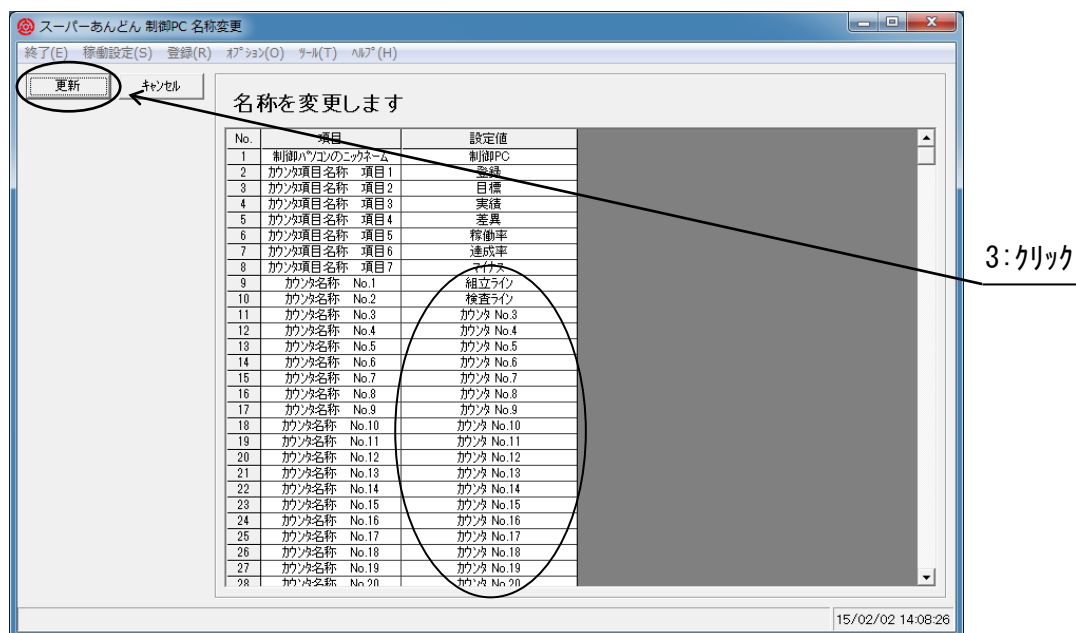 スーパーあんどん 制御PC 名称変更
終了(E) 稼働設定(S) 登録(R) ｵﾌﾟｼｮﾝ(O) ﾂｰﾙ(T) ﾍﾙﾌﾟ(H)
更新 ｷｬﾝｾﾙ
名称を変更します
No. 項目 設定値
1 制御ﾊﾟｿｺﾝのﾆｯｸﾈｰﾑ 制御PC
2 ｶｳﾝﾀ項目名称 項目1 登録
3 ｶｳﾝﾀ項目名称 項目2 目標
4 ｶｳﾝﾀ項目名称 項目3 実績
5 ｶｳﾝﾀ項目名称 項目4 差異
6 ｶｳﾝﾀ項目名称 項目5 稼働率
7 ｶｳﾝﾀ項目名称 項目6 達成率
8 ｶｳﾝﾀ項目名称 項目7 マイナス
9 ｶｳﾝﾀ名称 No.1 組立ﾗｲﾝ
10 ｶｳﾝﾀ名称 No.2 検査ﾗｲﾝ
11 ｶｳﾝﾀ名称 No.3 ｶｳﾝﾀ No.3
12 ｶｳﾝﾀ名称 No.4 ｶｳﾝﾀ No.4
13 ｶｳﾝﾀ名称 No.5 ｶｳﾝﾀ No.5
14 ｶｳﾝﾀ名称 No.6 ｶｳﾝﾀ No.6
15 ｶｳﾝﾀ名称 No.7 ｶｳﾝﾀ No.7
16 ｶｳﾝﾀ名称 No.8 ｶｳﾝﾀ No.8
17 ｶｳﾝﾀ名称 No.9 ｶｳﾝﾀ No.9
18 ｶｳﾝﾀ名称 No.10 ｶｳﾝﾀ No.10
19 ｶｳﾝﾀ名称 No.11 ｶｳﾝﾀ No.11
20 ｶｳﾝﾀ名称 No.12 ｶｳﾝﾀ No.12
21 ｶｳﾝﾀ名称 No.13 ｶｳﾝﾀ No.13
22 ｶｳﾝﾀ名称 No.14 ｶｳﾝﾀ No.14
23 ｶｳﾝﾀ名称 No.15 ｶｳﾝﾀ No.15
24 ｶｳﾝﾀ名称 No.16 ｶｳﾝﾀ No.16
25 ｶｳﾝﾀ名称 No.17 ｶｳﾝﾀ No.17
26 ｶｳﾝﾀ名称 No.18 ｶｳﾝﾀ No.18
27 ｶｳﾝﾀ名称 No.19 ｶｳﾝﾀ No.19
28 ｶｳﾝﾀ名称 No.20 ｶｳﾝﾀ No.20
3:ｸﾘｯｸ
15/02/02 14:08:26